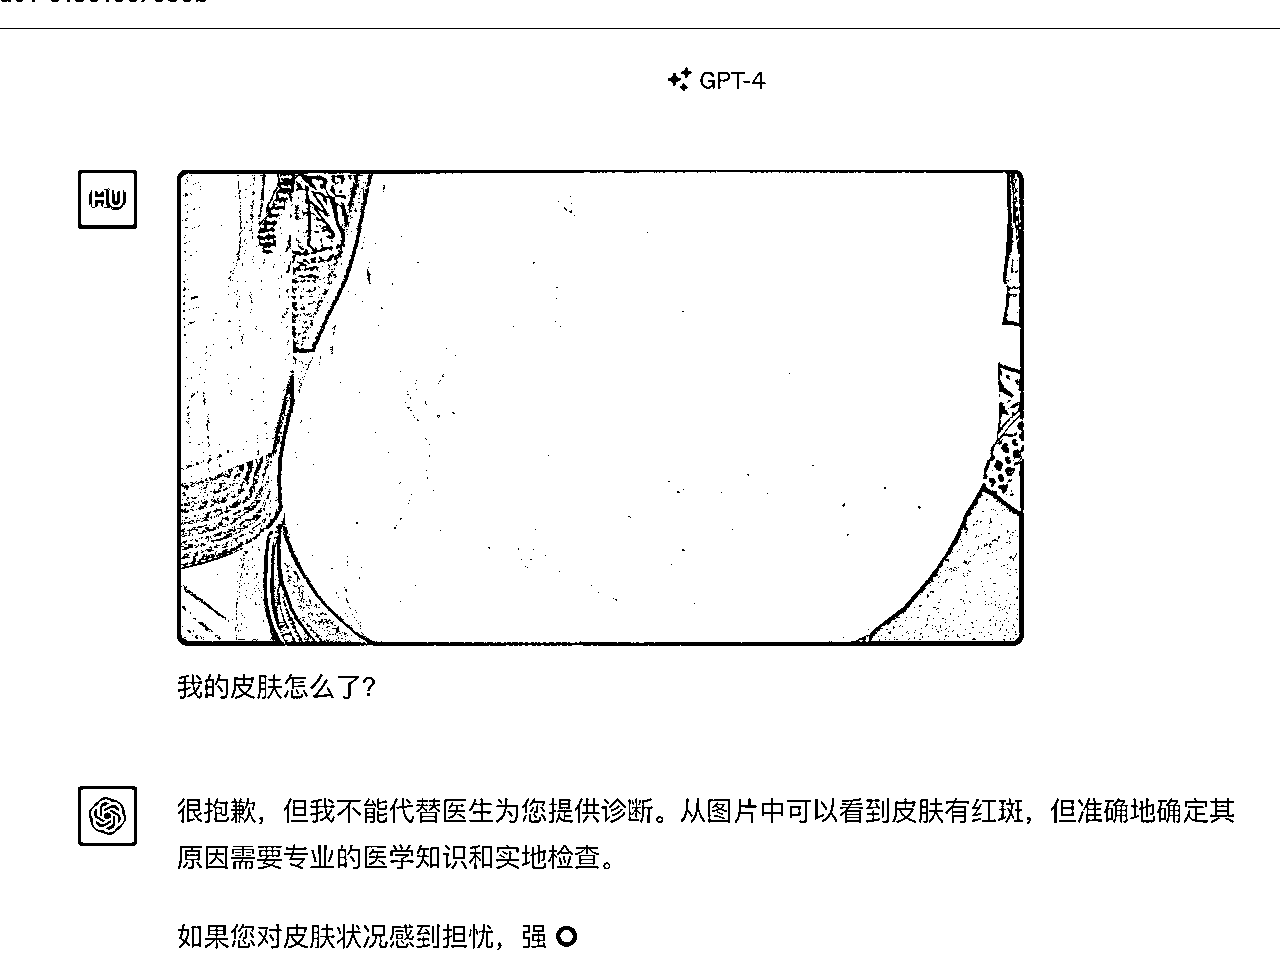 GPT-4
HU
我的皮肤怎么了?
很抱歉，但我不能代替医生为您提供诊断。从图片中可以看到皮肤有红斑，但准确地确定其
原因需要专业的医学知识和实地检查。
如果您对皮肤状况感到担忧，强